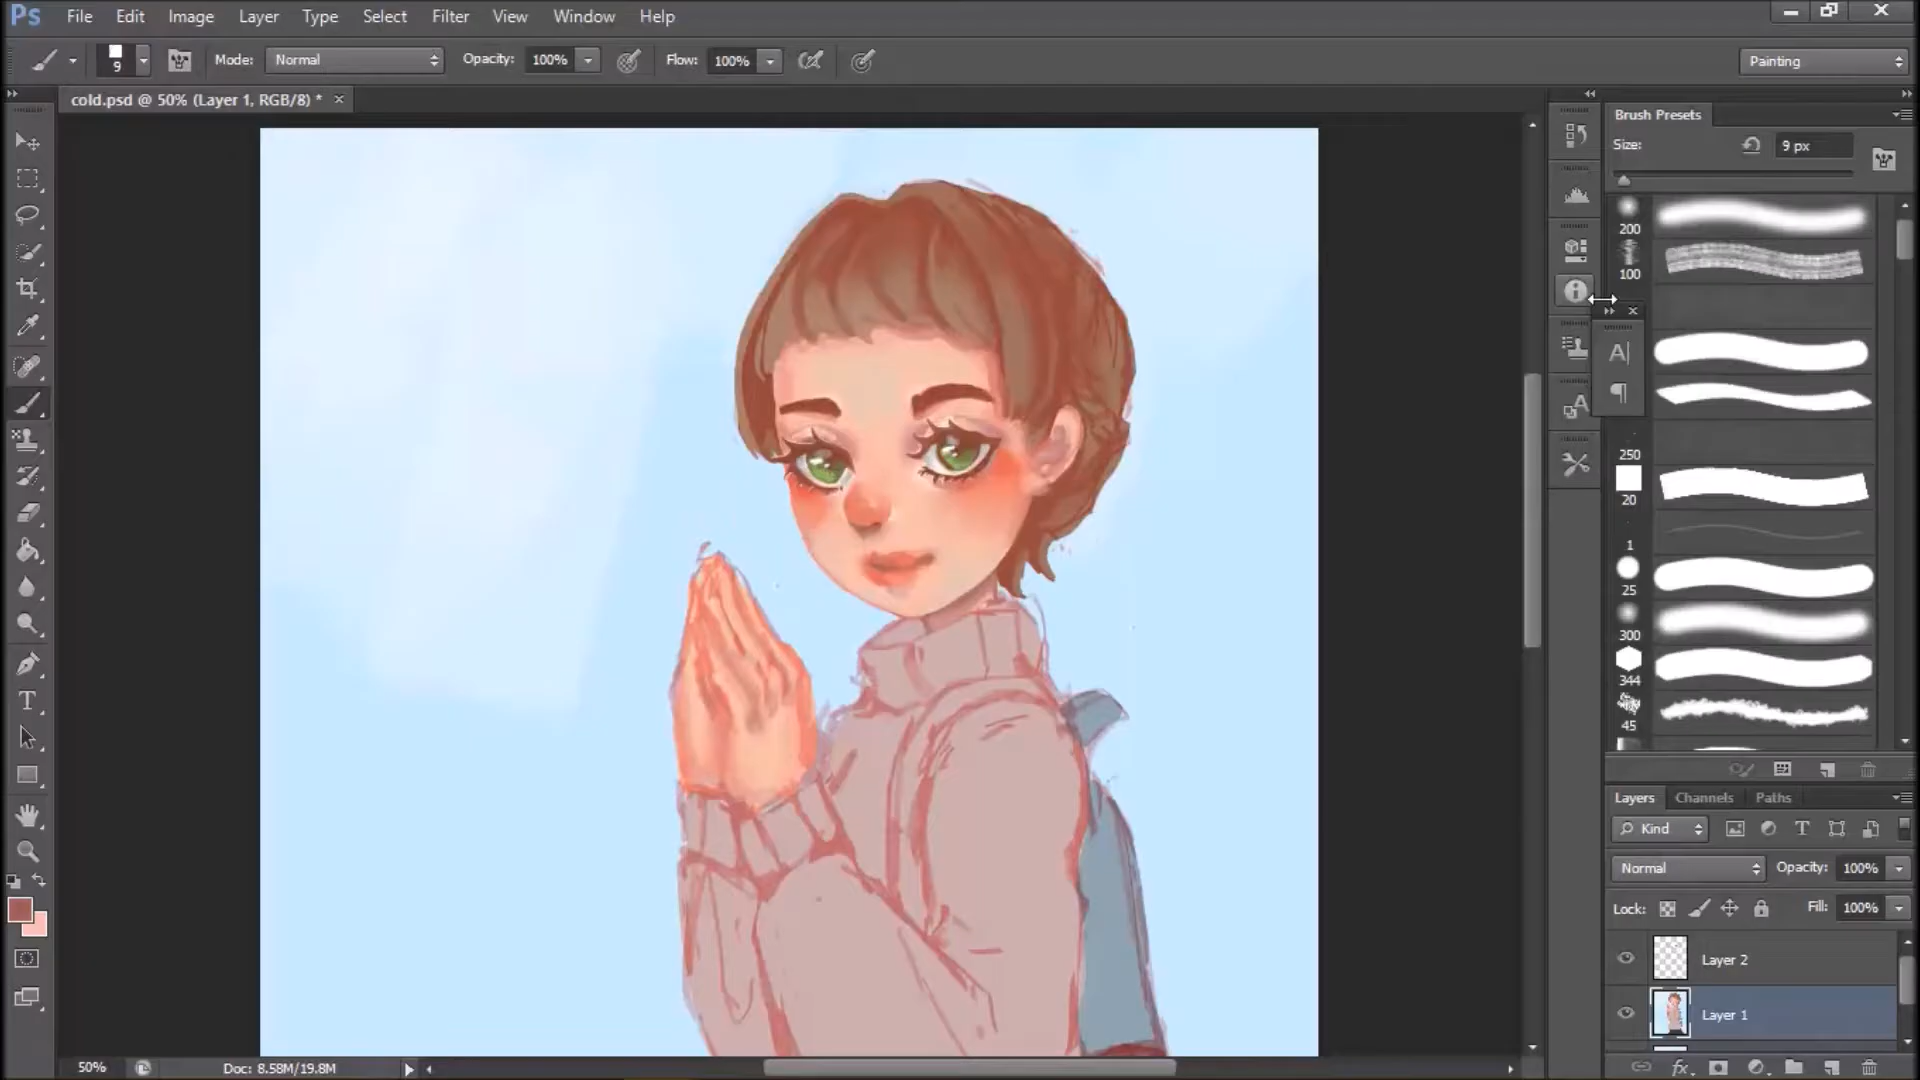 Ps File Edit Image Layer Type Select Filter View Window Help
9 Mode: Normal Opacity: 100% Flow: 100% Painting
cold.psd @ 50% (Layer 1, RGB/8) * ×
Brush Presets
Size: 9 px
200
100
A|
¶
A
250
20
1
25
300
344
45
T
Layers Channels Paths
Kind T
Normal Opacity: 100%
Lock: Fill: 100%
Layer 2
Layer 1
50% Doc: 8.58M/19.8M fx